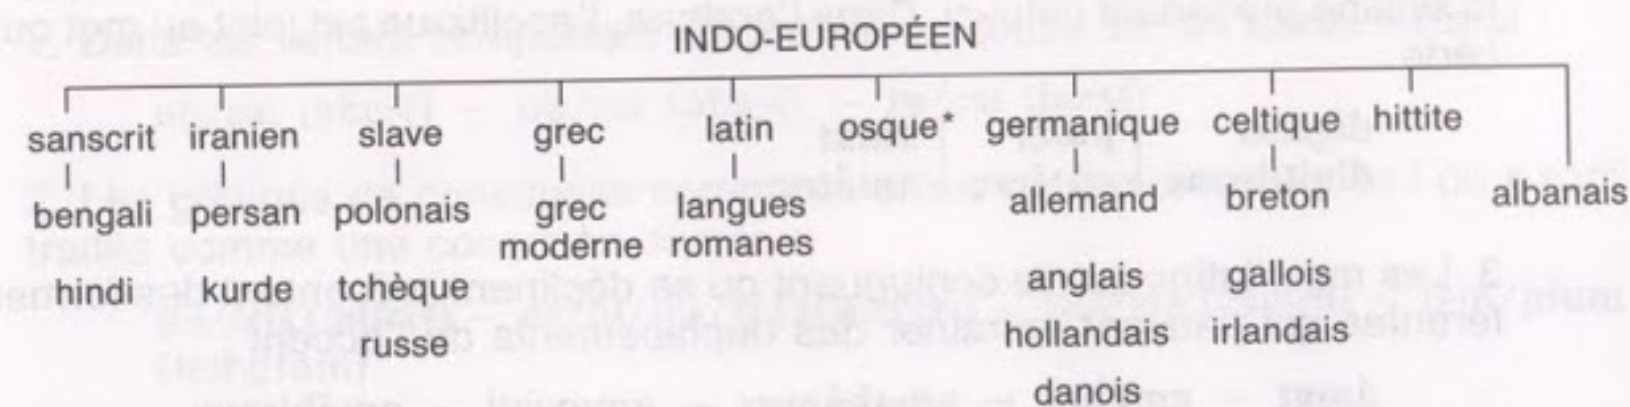 INDO-EUROPÉEN
sanscrit iranien slave grec latin osque* germanique celtique hittite
bengali persan polonais grec moderne langues romanes allemand breton albanais
hindi kurde tchèque anglais gallois
russe hollandais irlandais
danois